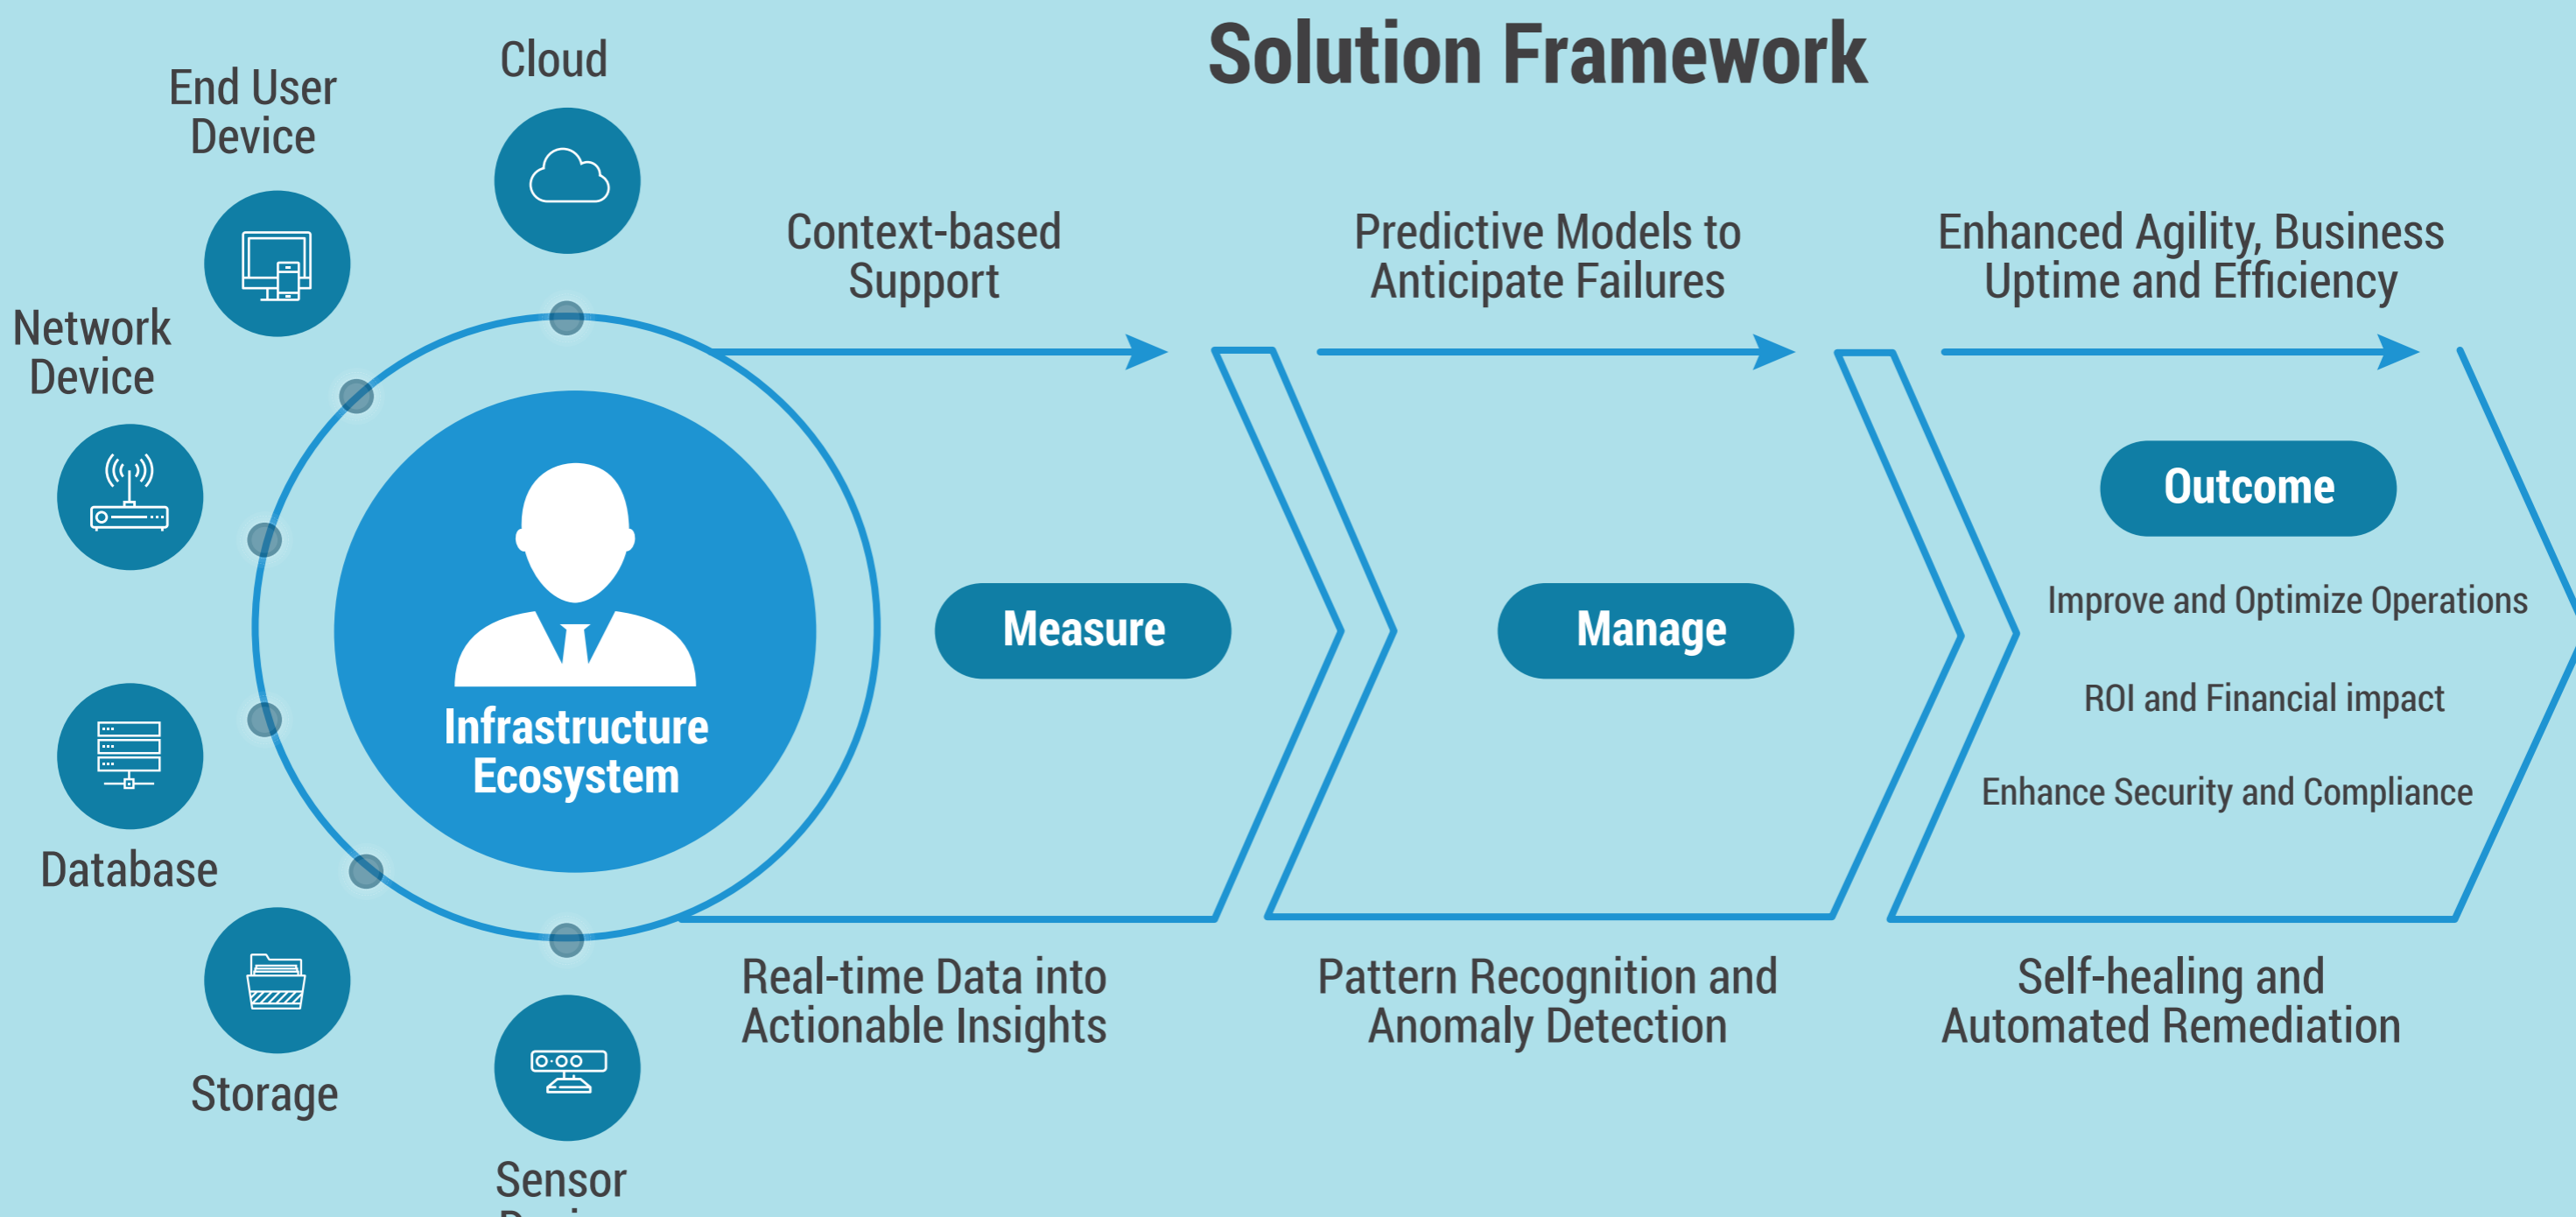 Solution Framework
Cloud
End User
Device
Network
Device
Database
Storage
Sensor
Infrastructure
Ecosystem
Context-based
Support
Measure
Real-time Data into
Actionable Insights
Predictive Models to
Anticipate Failures
Manage
Pattern Recognition and
Anomaly Detection
Enhanced Agility, Business
Uptime and Efficiency
Outcome
Improve and Optimize Operations
ROI and Financial impact
Enhance Security and Compliance
Self-healing and
Automated Remediation